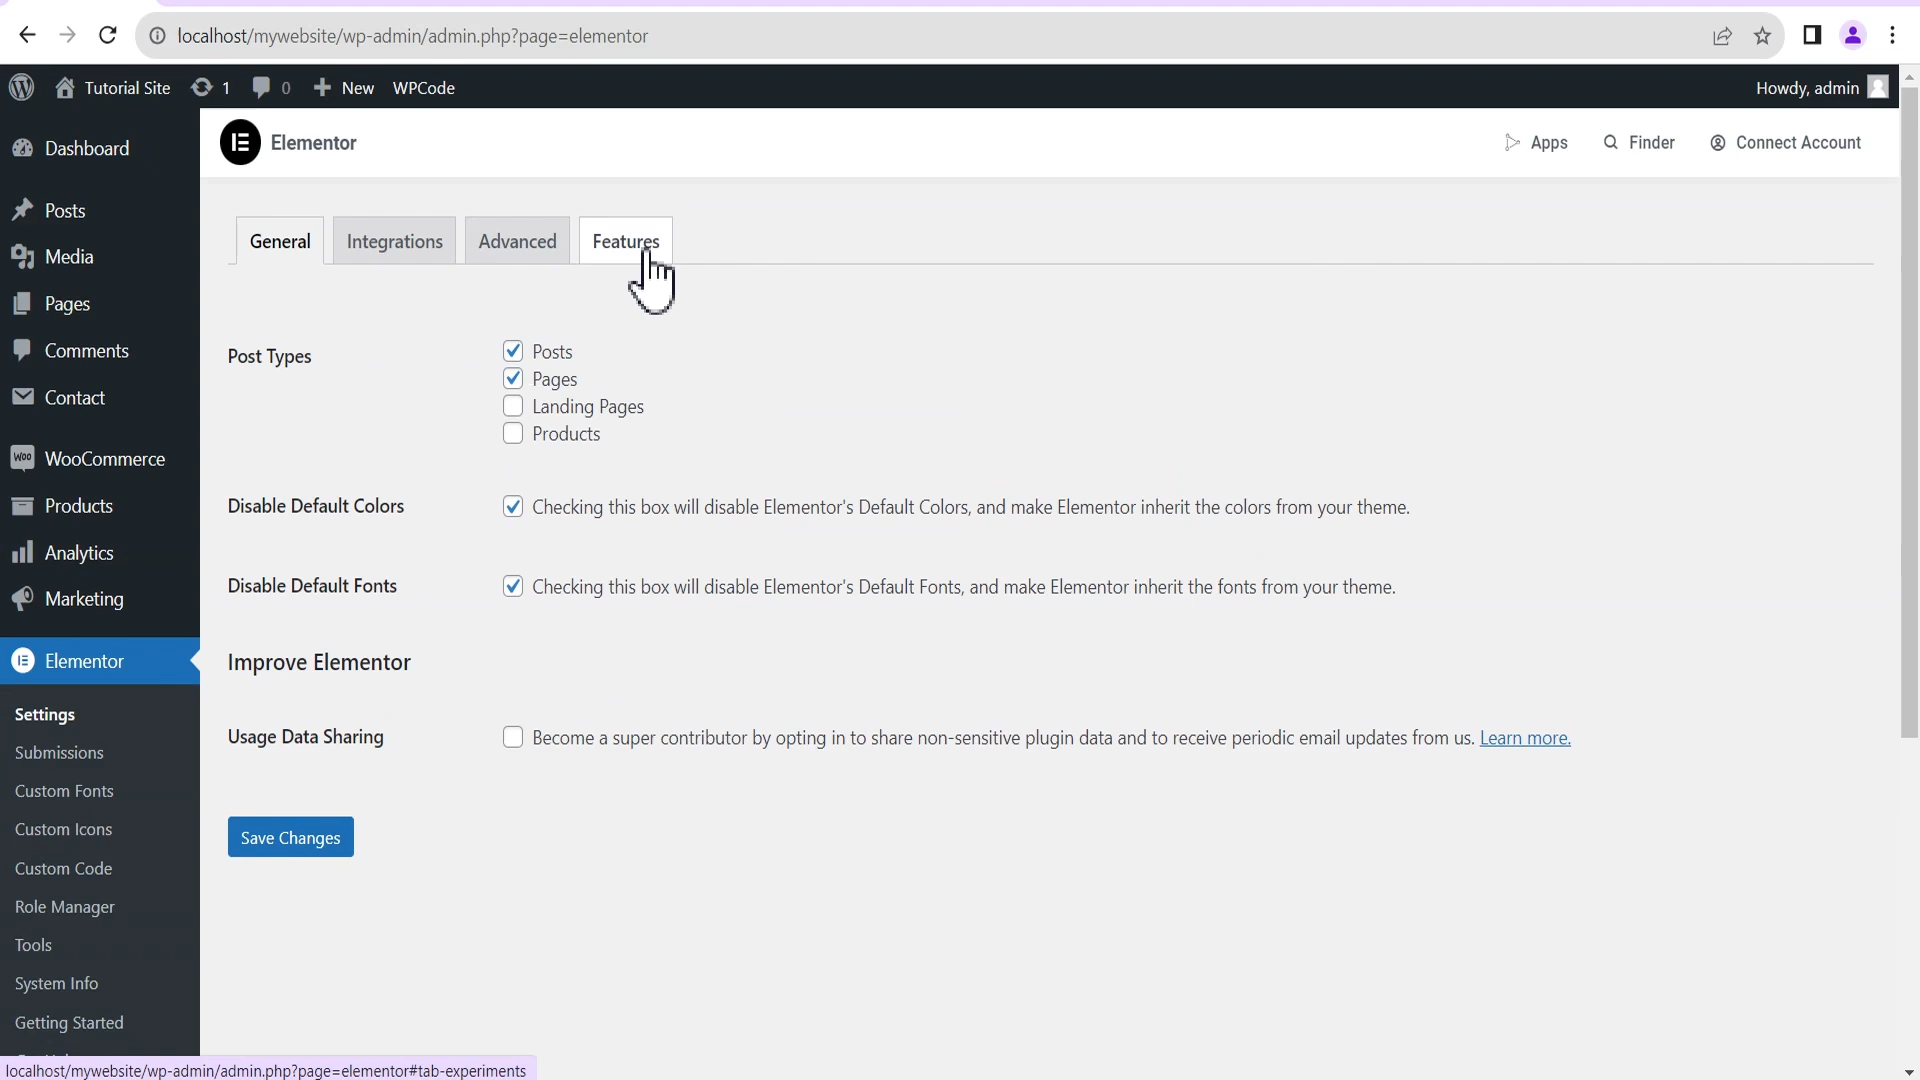 localhost/mywebsite/wp-admin/admin.php?page=elementor
Tutorial Site 1 0 New WPCode Howdy, admin
Dashboard
Posts
Media
Pages
Comments
Contact
Woo WooCommerce
Products
Analytics
Marketing
Elementor
Settings
Submissions
Custom Fonts
Custom Icons
Custom Code
Role Manager
Tools
System Info
Getting Started
Elementor
Apps Finder Connect Account
General Integrations Advanced Features
Post Types
Posts
Pages
Landing Pages
Products
Disable Default Colors
Checking this box will disable Elementor's Default Colors, and make Elementor inherit the colors from your theme.
Disable Default Fonts
Checking this box will disable Elementor's Default Fonts, and make Elementor inherit the fonts from your theme.
Improve Elementor
Usage Data Sharing
Become a super contributor by opting in to share non-sensitive plugin data and to receive periodic email updates from us. Learn more.
Save Changes
localhost/mywebsite/wp-admin/admin.php?page=elementor#tab-experiments